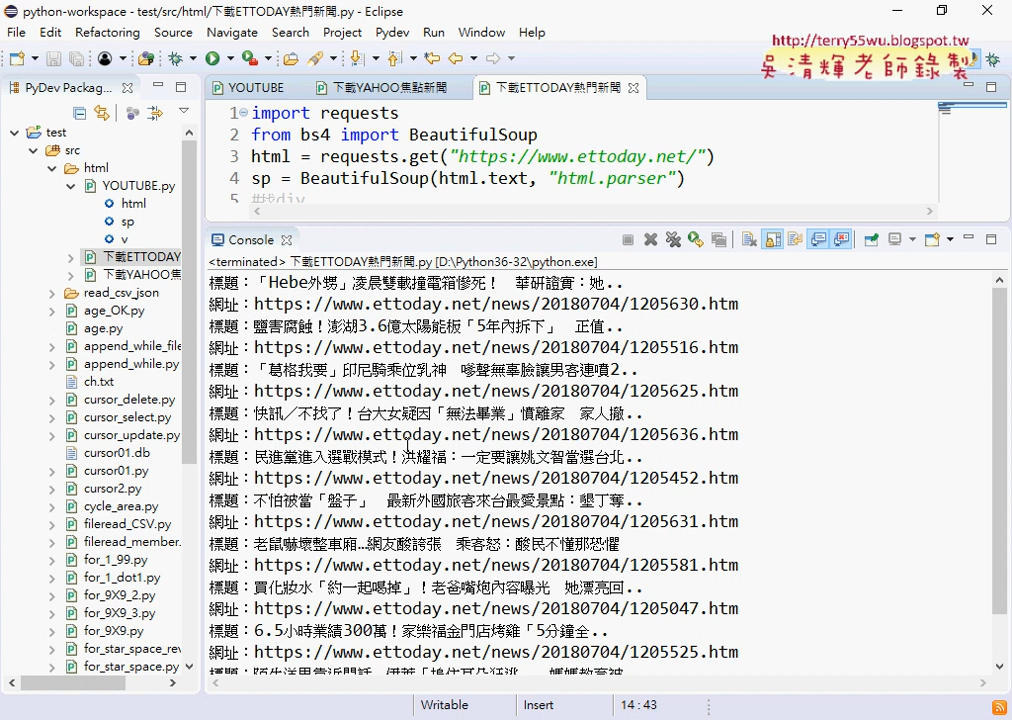 python-workspace - test/src/html/下載ETTODAY熱門新聞.py - Eclipse
File Edit Refactoring Source Navigate Search Project Pydev Run Window Help
http://terry55wu.blogspot.tw
吳清輝老師錄製
PyDev Packag...
YOUTUBE
下載YAHOO焦點新聞
下載ETTODAY熱門新聞
test
src
html
YOUTUBE.py
html
sp
v
下載ETTODAY
下載YAHOO焦
read_csv_json
age_OK.py
age.py
append_while_file
append_while.py
ch.txt
cursor_delete.py
cursor_select.py
cursor_update.py
cursor01.db
cursor01.py
cursor2.py
cycle_area.py
fileread_CSV.py
fileread_member.
for_1_99.py
for_1_dot1.py
for_9X9_2.py
for_9X9_3.py
for_9X9.py
for_star_space_rev
for_star_space.py
1 import requests
2 from bs4 import BeautifulSoup
3 html = requests.get("https://www.ettoday.net/")
4 sp = BeautifulSoup(html.text, "html.parser")
5 #找div
Console
<terminated> 下載ETTODAY熱門新聞.py [D:\Python36-32\python.exe]
標題：「Hebe外甥」凌晨雙載撞電箱慘死！　華研證實：她..
網址：https://www.ettoday.net/news/20180704/1205630.htm
標題：鹽害腐蝕！澎湖3.6億太陽能板「5年內拆下」　正值..
網址：https://www.ettoday.net/news/20180704/1205516.htm
標題：「葛格我要」印尼騎乘位乳神　嗲聲無辜臉讓男客連噴2..
網址：https://www.ettoday.net/news/20180704/1205625.htm
標題：快訊／不找了！台大女疑因「無法畢業」憤離家　家人撤..
網址：https://www.ettoday.net/news/20180704/1205636.htm
標題：民進黨進入選戰模式！洪耀福：一定要讓姚文智當選台北..
網址：https://www.ettoday.net/news/20180704/1205452.htm
標題：不怕被當「盤子」　最新外國旅客來台最愛景點：墾丁奪..
網址：https://www.ettoday.net/news/20180704/1205631.htm
標題：老鼠嚇壞整車廂…網友酸誇張　乘客怒：酸民不懂那恐懼
網址：https://www.ettoday.net/news/20180704/1205581.htm
標題：買化妝水「約一起喝掉」！老爸嘴炮內容曝光　她漂亮回..
網址：https://www.ettoday.net/news/20180704/1205047.htm
標題：6.5小時業績300萬！家樂福金門店烤雞「5分鐘全..
網址：https://www.ettoday.net/news/20180704/1205525.htm
Writable Insert 14 : 43